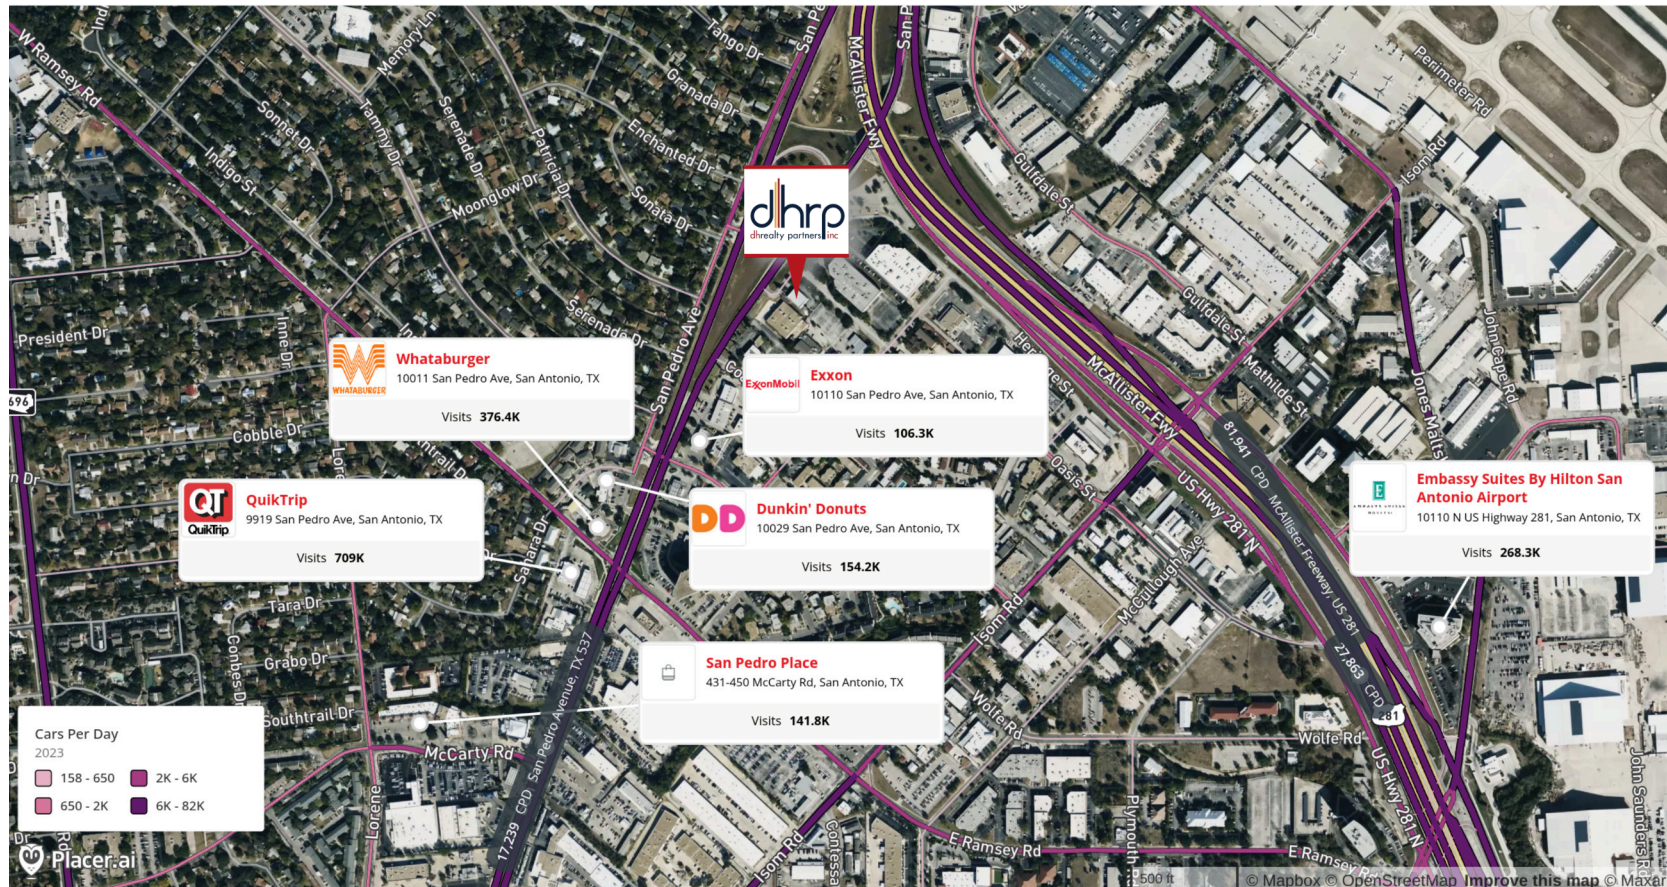 W Ramsey Rd
Memory Ln
Tango Dr
San Pe
McAllister Fwy
San P
Perimeter Rd
Granada Dr
Sonnet Dr
Tammy Dr
Serenade Dr
Patricia Dr
Enchanted Dr
Indigo St
Moonglow Dr
Sonata Dr
Gulfdale St
Isom Rd
dhrp
dhrealty partners inc
President Dr
Inne Dr
Serenade Dr
San Pedro Ave
Gulfdale St
Mathilde St
John Cape Rd
Jones Maltsb
McAllister Fwy
696
Whataburger
10011 San Pedro Ave, San Antonio, TX
WHATABURGER
Visits 376.4K
ExxonMobil
Exxon
10110 San Pedro Ave, San Antonio, TX
Visits 106.3K
Cobble Dr
Oasis St
US Hwy 281 N
QT
QuikTrip
QuikTrip
9919 San Pedro Ave, San Antonio, TX
Visits 709K
DD
Dunkin' Donuts
10029 San Pedro Ave, San Antonio, TX
Visits 154.2K
E
Embassy Suites By Hilton San
Antonio Airport
10110 N US Highway 281, San Antonio, TX
Visits 268.3K
81,941 CPD McAllister Freeway, US 281
27,863 CPD
281
Sahara Dr
Tara Dr
Conbes Dr
Grabo Dr
Isom Rd
McCullough Ave
17,239 CPD San Pedro Avenue, TX 537
San Pedro Place
431-450 McCarty Rd, San Antonio, TX
Visits 141.8K
Southtrail Dr
McCarty Rd
Wolfe Rd
Wolfe Rd
Cars Per Day
2023
158 - 650
2K - 6K
650 - 2K
6K - 82K
Lorene
Isom Rd
Contessa
E Ramsey Rd
Plymouth
E Ramsey Rd
US Hwy 281 N
John Saunders Rd
Placer.ai
500 ft
© Mapbox © OpenStreetMap Improve this map © Maxar